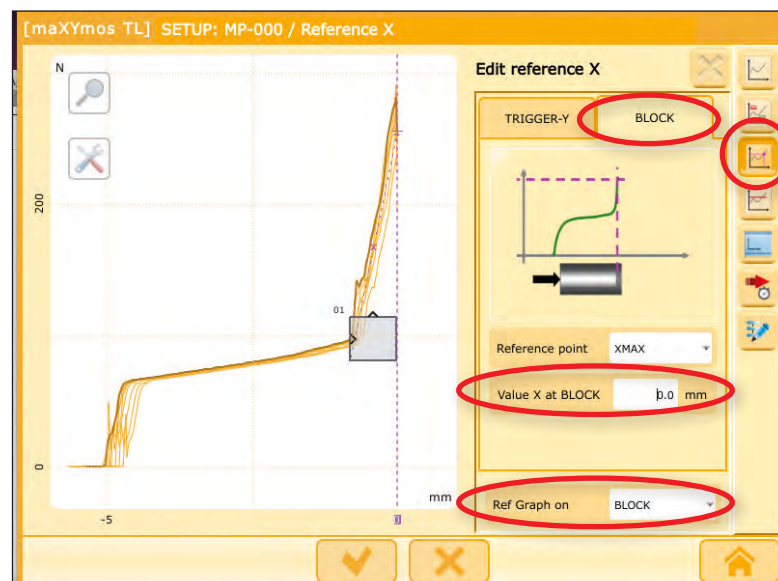 [maXYmos TL] SETUP: MP-000 / Reference X
N
200
0
-5
0
mm
01
Edit reference X
TRIGGER-Y
BLOCK
Reference point XMAX
Value X at BLOCK 0.0 mm
Ref Graph on BLOCK